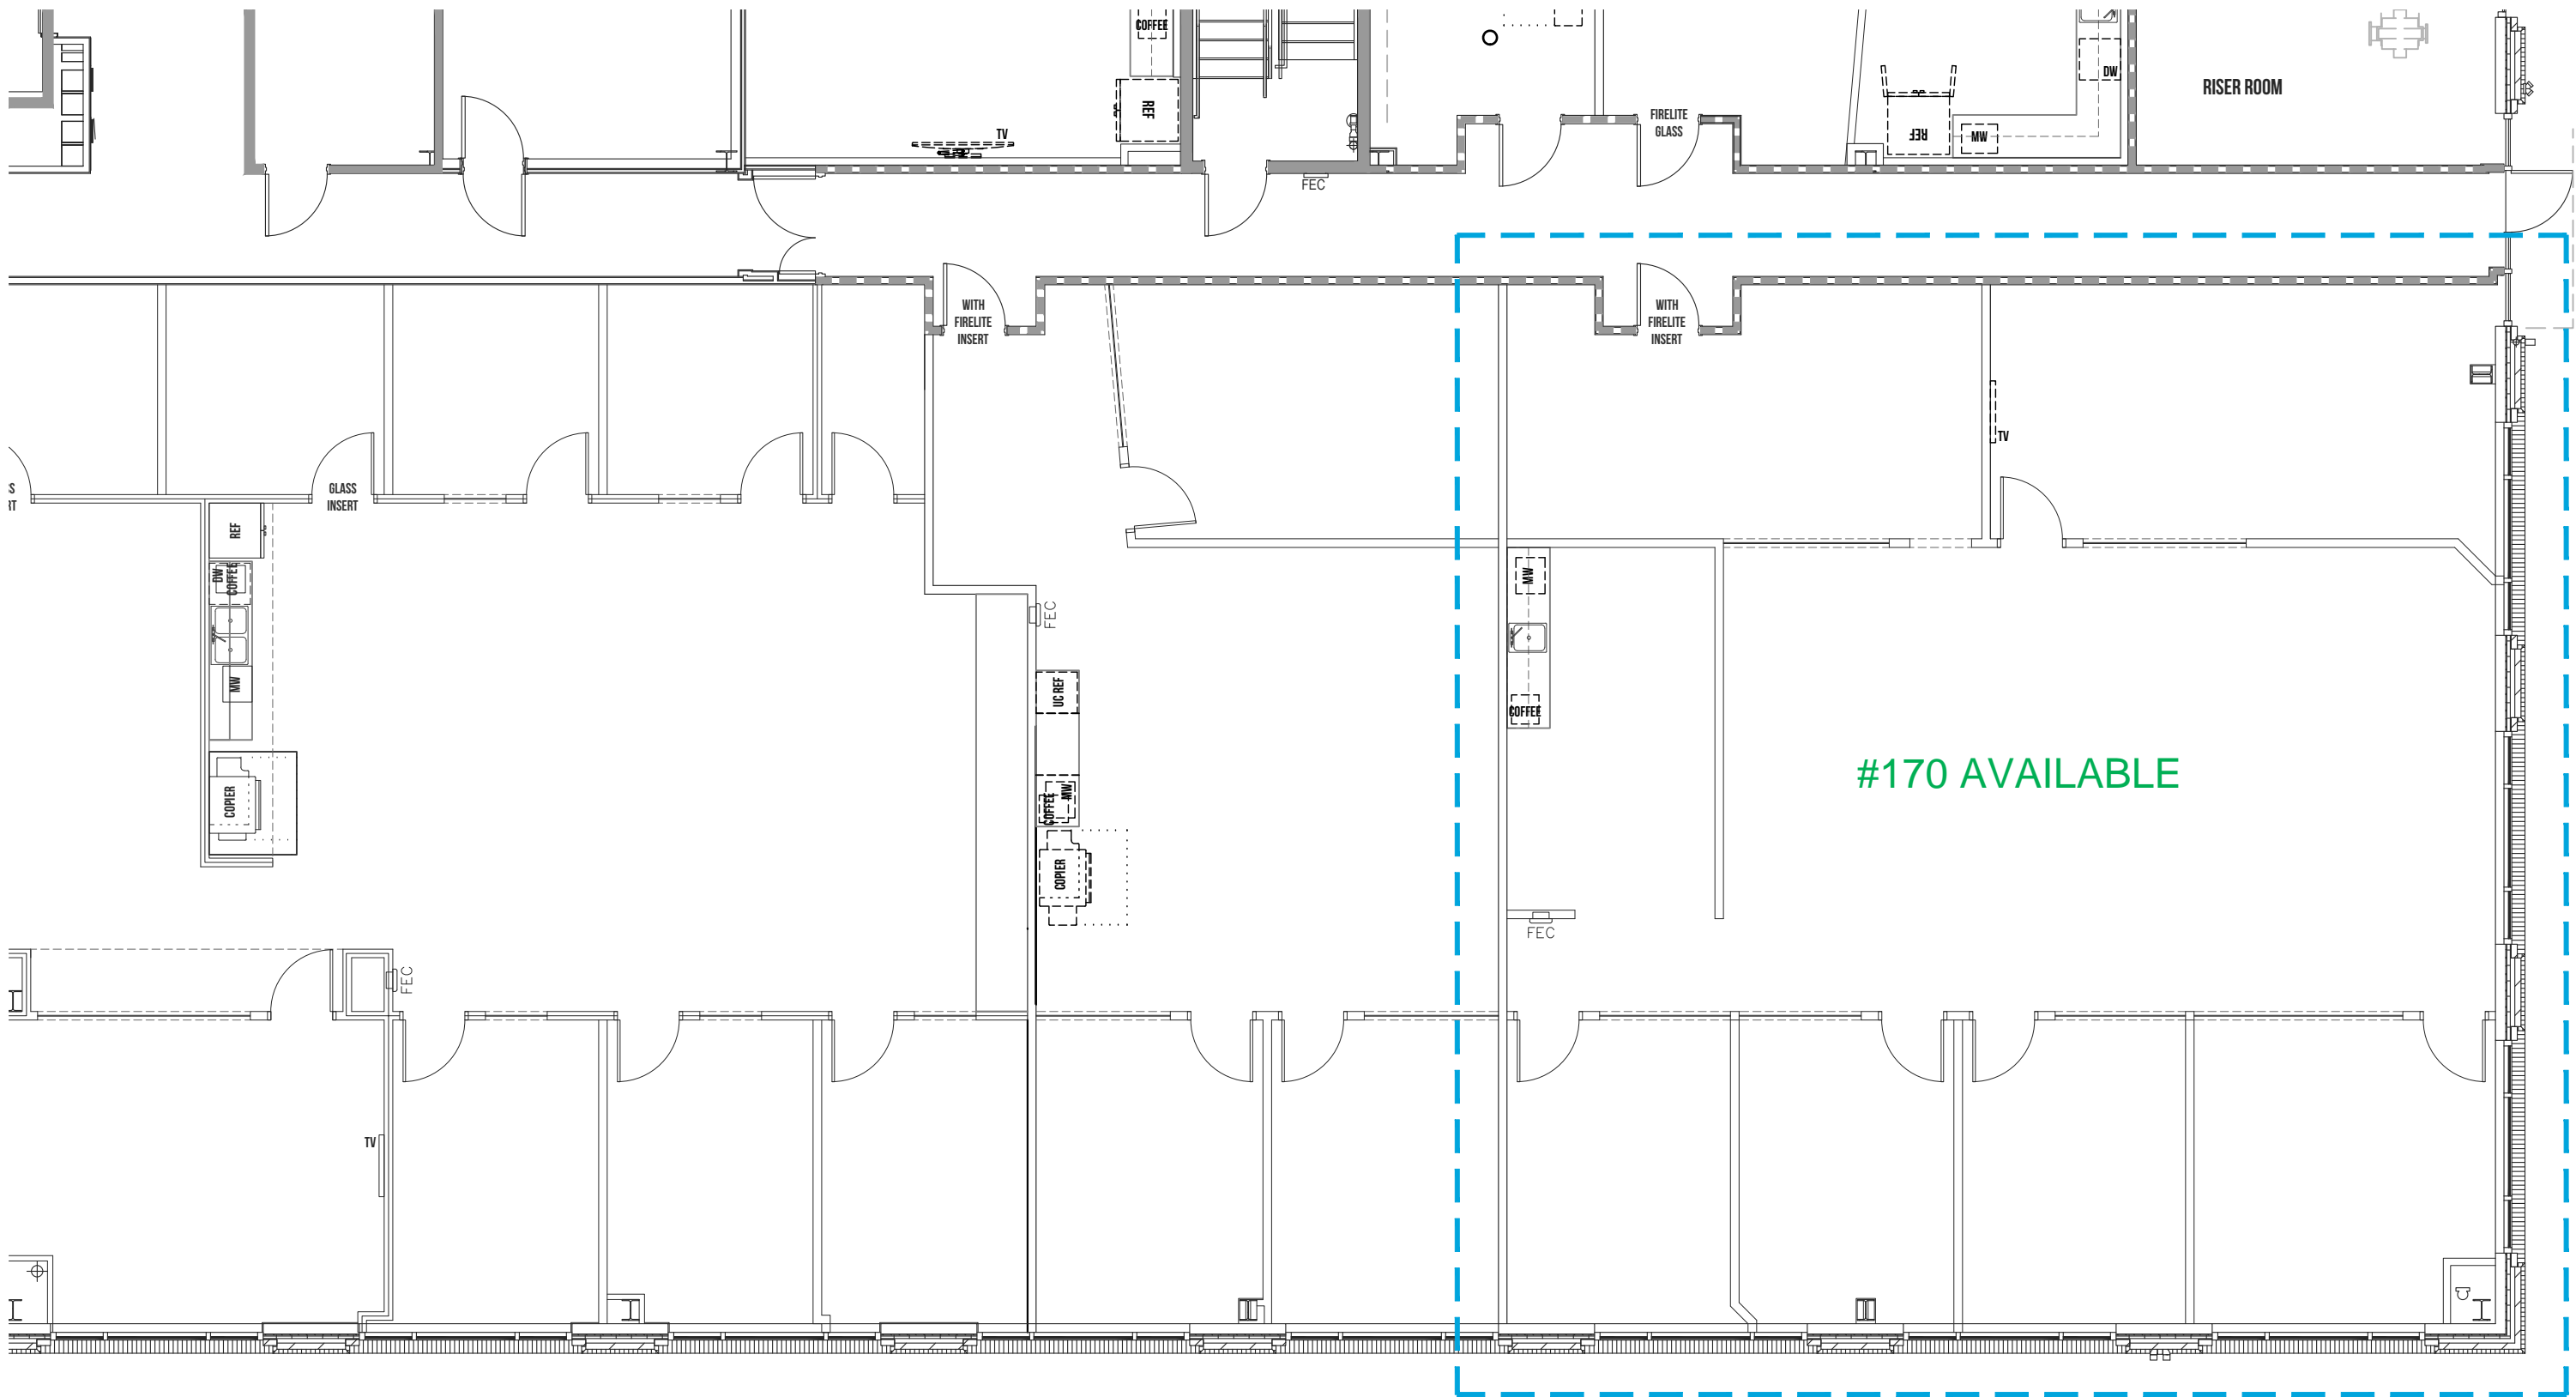 COFFEE
REF
TV
FEC
FIRELITE
GLASS
REF
MW
DW
RISER ROOM
WITH
FIRELITE
INSERT
WITH
FIRELITE
INSERT
TV
GLASS
INSERT
REF
DW
COFFEE
MW
COPIER
FEC
UC REF
COFFEE
MW
COPIER
MW
COFFEE
FEC
#170 AVAILABLE
FEC
TV